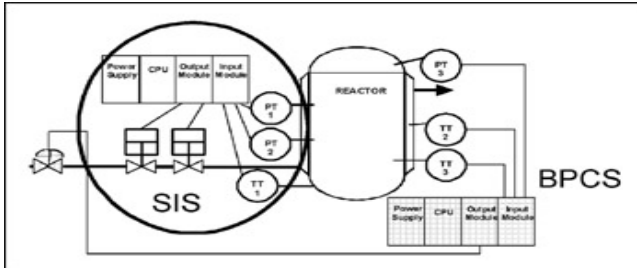 Power Supply
CPU
Output Module
Input Module
PT 1
PT 2
TT 1
SIS
REACTOR
PT 3
TT 2
TT 3
BPCS
Power Supply
CPU
Output Module
Input Module